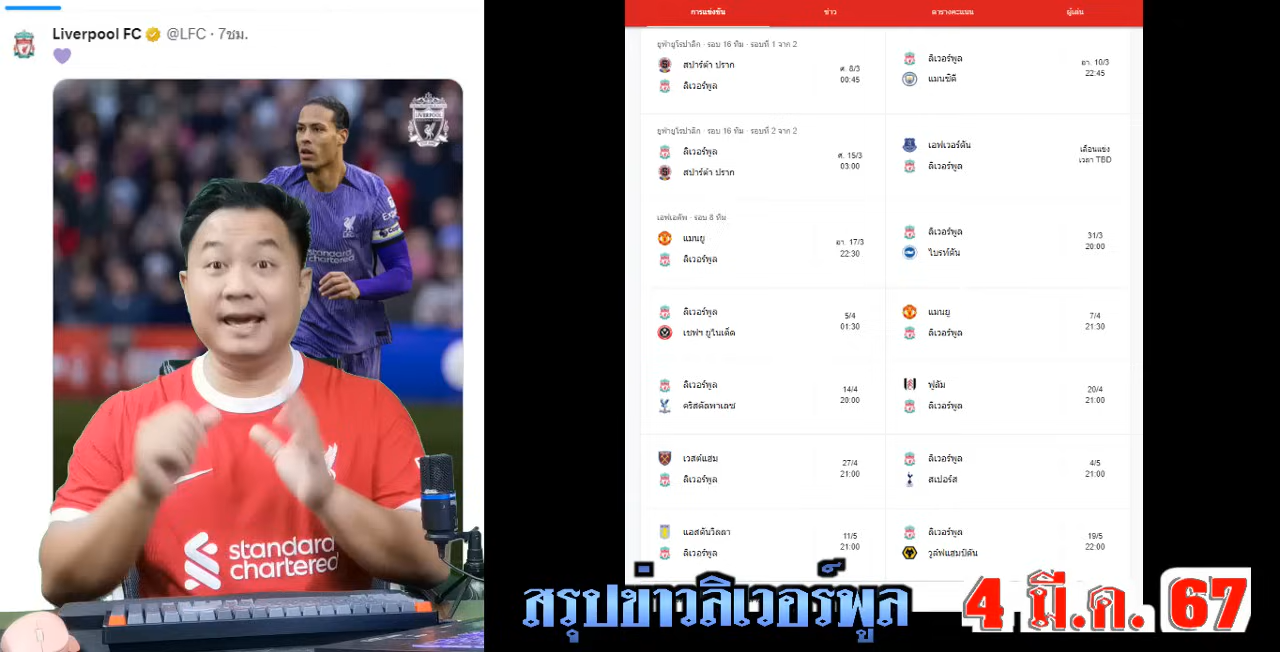 Liverpool FC @LFC · 7ชม.
LIVERPOOL
standard
chartered
standard
chartered
การแข่งขัน ข่าว ตารางคะแนน ผู้เล่น
ยูฟ่ายูโรปาลีก · รอบ 16 ทีม · รอบที่ 1 จาก 2
สปาร์ต้า ปราก
ลิเวอร์พูล
ศ. 8/3
00:45
ลิเวอร์พูล
แมนซิตี
อา. 10/3
22:45
ยูฟ่ายูโรปาลีก · รอบ 16 ทีม · รอบที่ 2 จาก 2
ลิเวอร์พูล
สปาร์ต้า ปราก
ศ. 15/3
03:00
เอฟเวอร์ตัน
ลิเวอร์พูล
เลื่อนแข่ง
เวลา TBD
เอฟเอคัพ · รอบ 8 ทีม
แมนยู
ลิเวอร์พูล
อา. 17/3
22:30
ลิเวอร์พูล
ไบรท์ตัน
31/3
20:00
ลิเวอร์พูล
เชฟฯ ยูไนเต็ด
5/4
01:30
แมนยู
ลิเวอร์พูล
7/4
21:30
ลิเวอร์พูล
คริสตัลพาเลซ
14/4
20:00
ฟูลัม
ลิเวอร์พูล
20/4
21:00
เวสต์แฮม
ลิเวอร์พูล
27/4
21:00
ลิเวอร์พูล
สเปอร์ส
4/5
21:00
แอสตันวิลลา
ลิเวอร์พูล
11/5
21:00
ลิเวอร์พูล
วูล์ฟแฮมป์ตัน
19/5
22:00
สรุปข่าวลิเวอร์พูล 4 มี.ค. 67